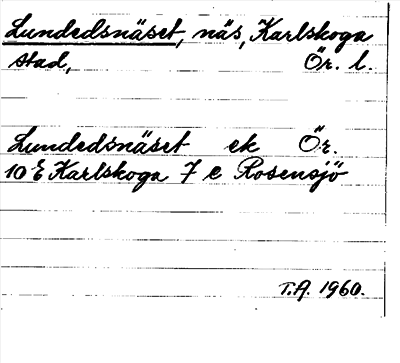 Lundedsnäset, näs, Karlskoga
stad, Ör. l.
Lundedsnäset ek Ör.
10 E Karlskoga 7 c Rosensjö
T.A. 1960.